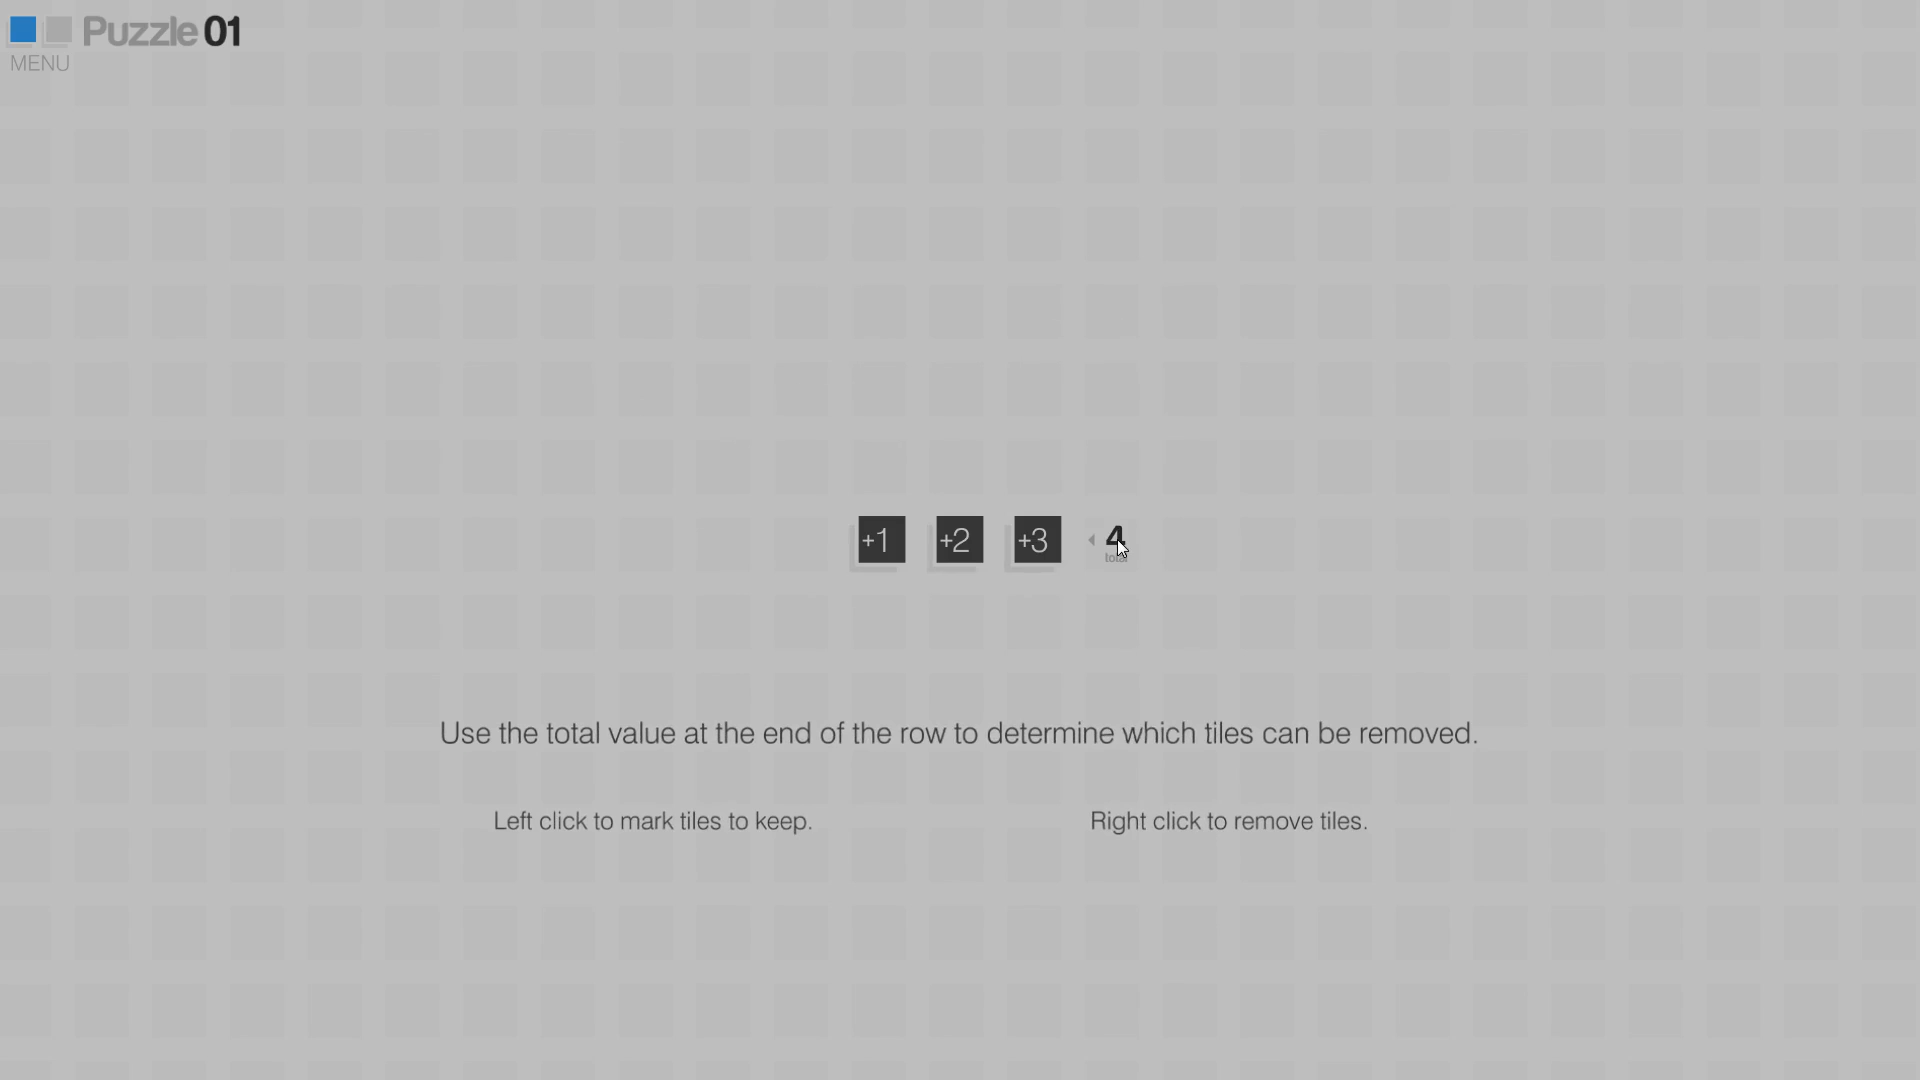 Puzzle 01
MENU
+1 +2 +3 4
total
Use the total value at the end of the row to determine which tiles can be removed.
Left click to mark tiles to keep. Right click to remove tiles.